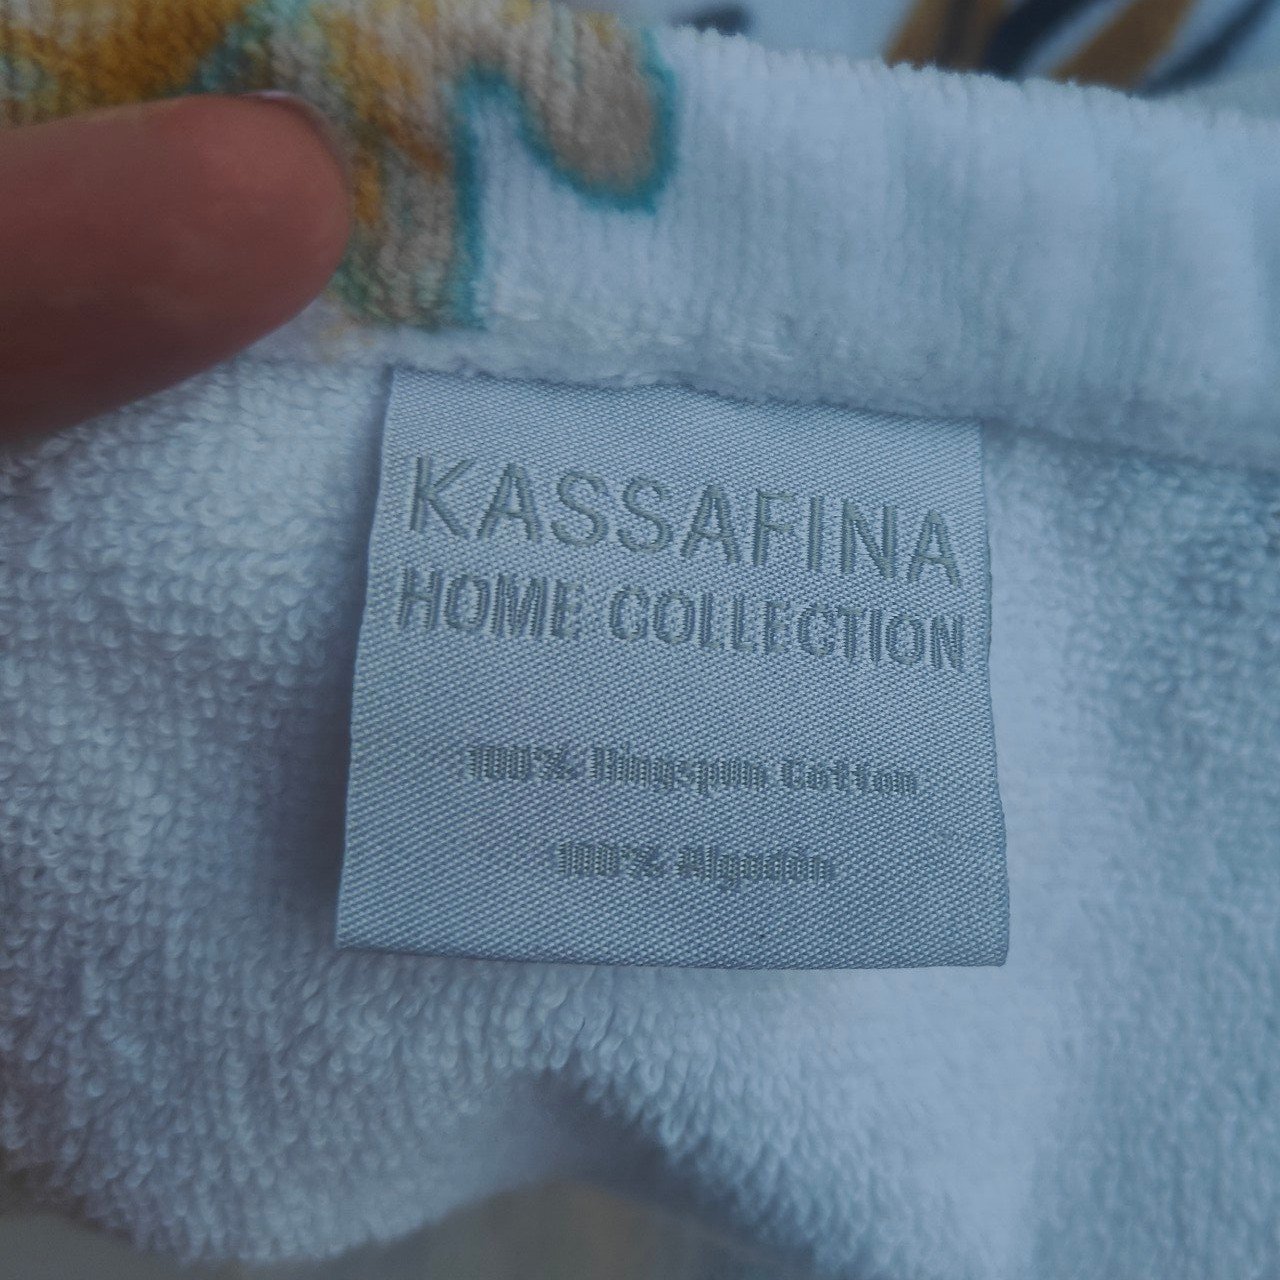 KASSAFINA
HOME COLLECTION
100% Ringspun Cotton
100% Algodón